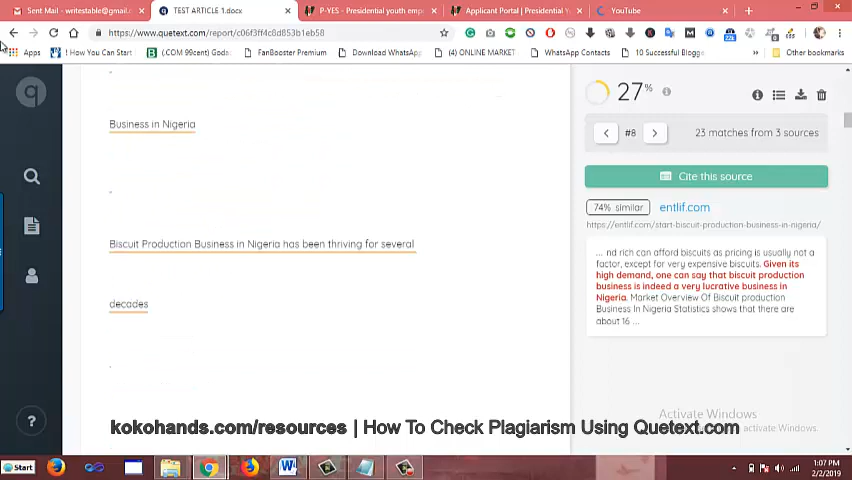 Sent Mail - writestable@gmail.c
TEST ARTICLE 1.docx
P-YES - Presidential youth empo
Applicant Portal | Presidential Y
YouTube
https://www.quetext.com/report/c06f3ff4c8d853b1eb58
Apps
! How You Can Start
(.COM 99cent) Goda
FanBooster Premium
Download WhatsApp
(4) ONLINE MARKET
WhatsApp Contacts
10 Successful Blogge
Other bookmarks
Business in Nigeria
Biscuit Production Business in Nigeria has been thriving for several
decades
27%
#8
23 matches from 3 sources
Cite this source
74% similar
entlif.com
https://entlif.com/start-biscuit-production-business-in-nigeria/
... nd rich can afford biscuits as pricing is usually not a
factor, except for very expensive biscuits. Given its
high demand, one can say that biscuit production
business is indeed a very lucrative business in
Nigeria. Market Overview Of Biscuit production
Business In Nigeria Statistics shows that there are
about 16 ...
?
Activate Windows
activate Windows.
kokohands.com/resources | How To Check Plagiarism Using Quetext.com
Start
1:07 PM
2/2/2019